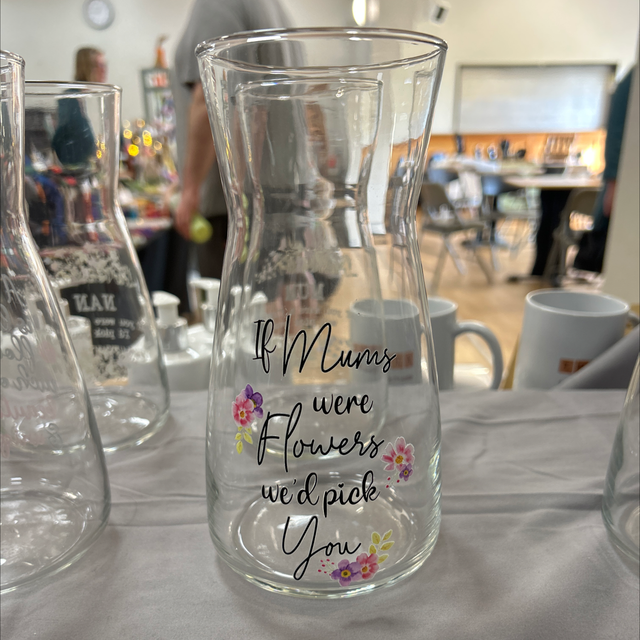 If Mums
were
Flowers
we'd pick
You
NAN